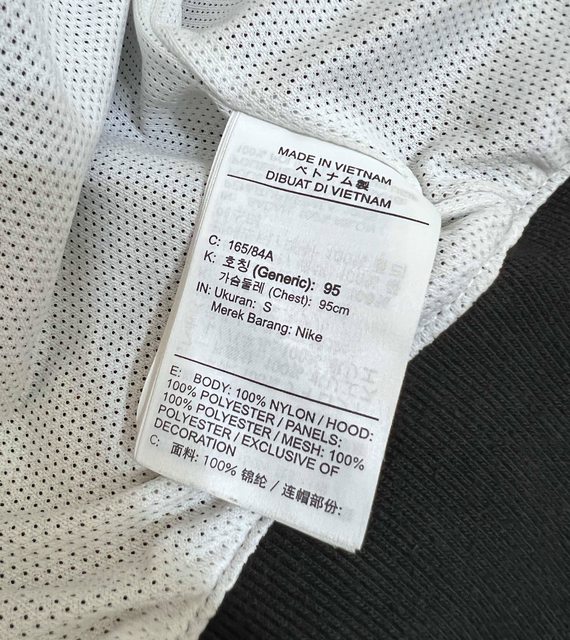 MADE IN VIETNAM
ベトナム製
DIBUAT DI VIETNAM
C: 165/84A
K: 호칭 (Generic): 95
가슴둘레 (Chest): 95cm
IN: Ukuran: S
Merek Barang: Nike
E: BODY: 100% NYLON / HOOD:
100% POLYESTER / PANELS:
100% POLYESTER / MESH: 100%
POLYESTER / EXCLUSIVE OF
DECORATION
C: 面料: 100% 锦纶 / 连帽部份: